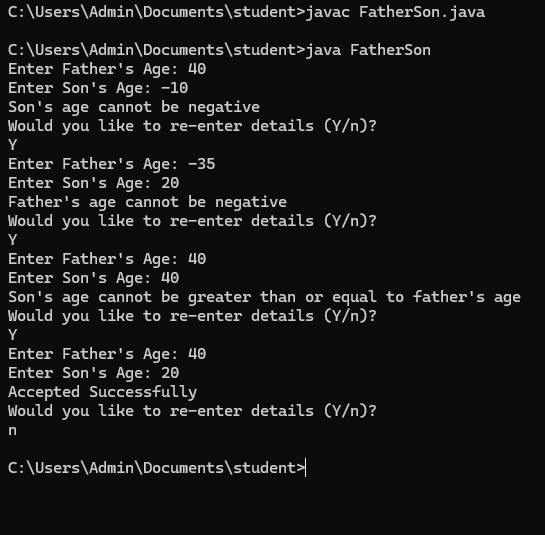 C:\Users\Admin\Documents\student>javac FatherSon.java
C:\Users\Admin\Documents\student>java FatherSon
Enter Father's Age: 40
Enter Son's Age: -10
Son's age cannot be negative
Would you like to re-enter details (Y/n)?
Y
Enter Father's Age: -35
Enter Son's Age: 20
Father's age cannot be negative
Would you like to re-enter details (Y/n)?
Y
Enter Father's Age: 40
Enter Son's Age: 40
Son's age cannot be greater than or equal to father's age
Would you like to re-enter details (Y/n)?
Y
Enter Father's Age: 40
Enter Son's Age: 20
Accepted Successfully
Would you like to re-enter details (Y/n)?
n
C:\Users\Admin\Documents\student>